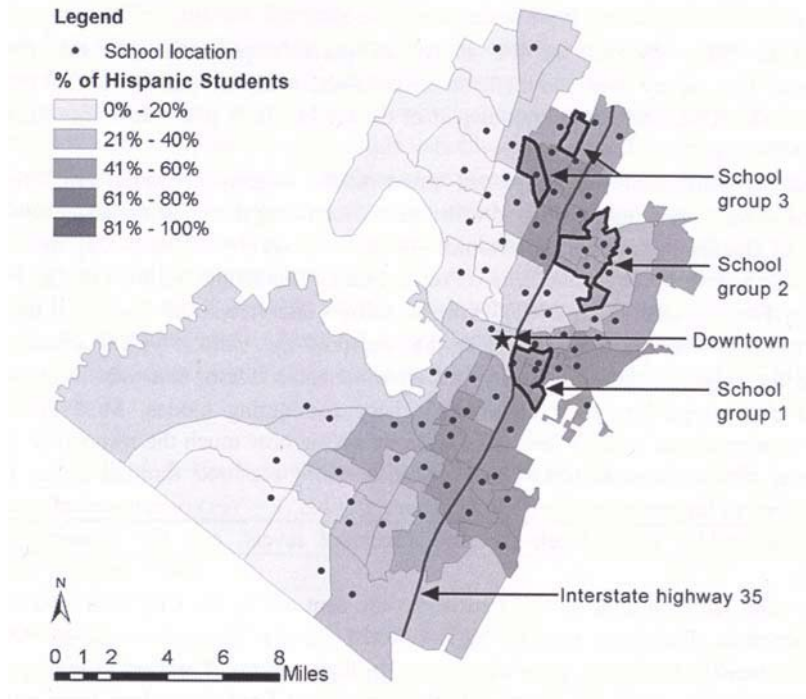 Legend
School location
% of Hispanic Students
0% - 20%
21% - 40%
41% - 60%
61% - 80%
81% - 100%
School
group 3
School
group 2
Downtown
School
group 1
Interstate highway 35
N
0 1 2 4 6 8
Miles